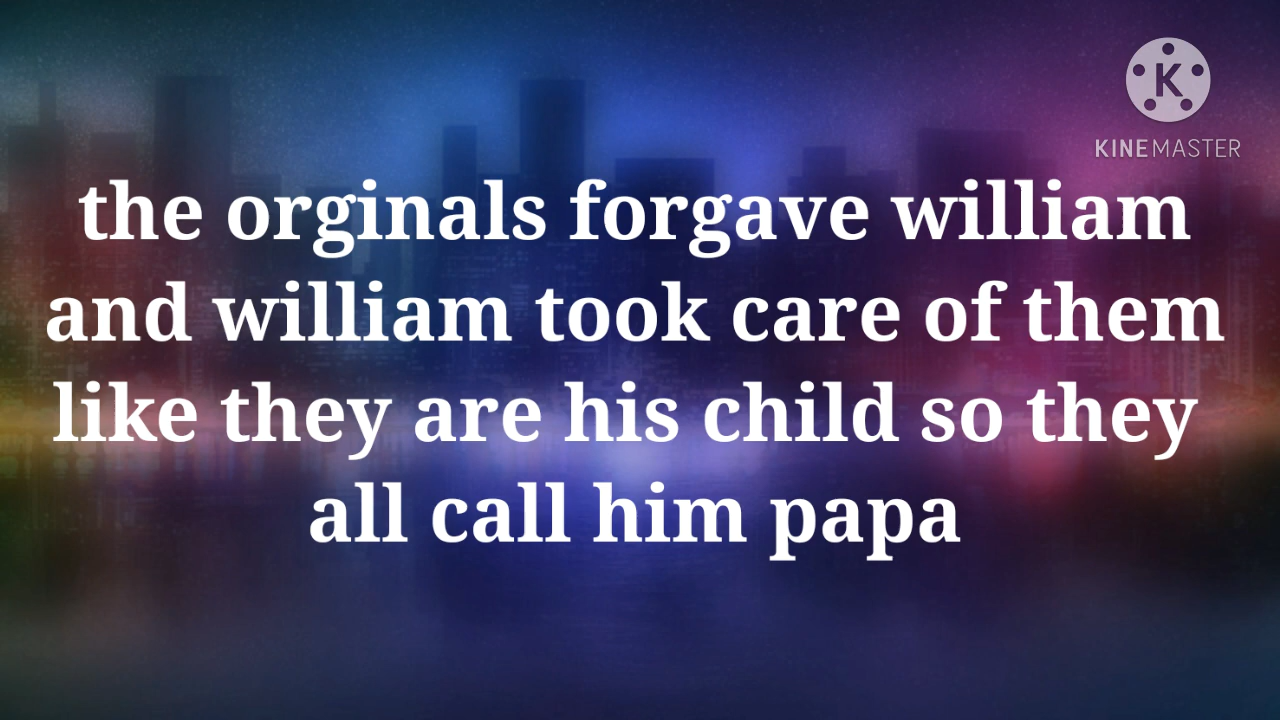 K
KINEMASTER
the orginals forgave william
and william took care of them
like they are his child so they
all call him papa